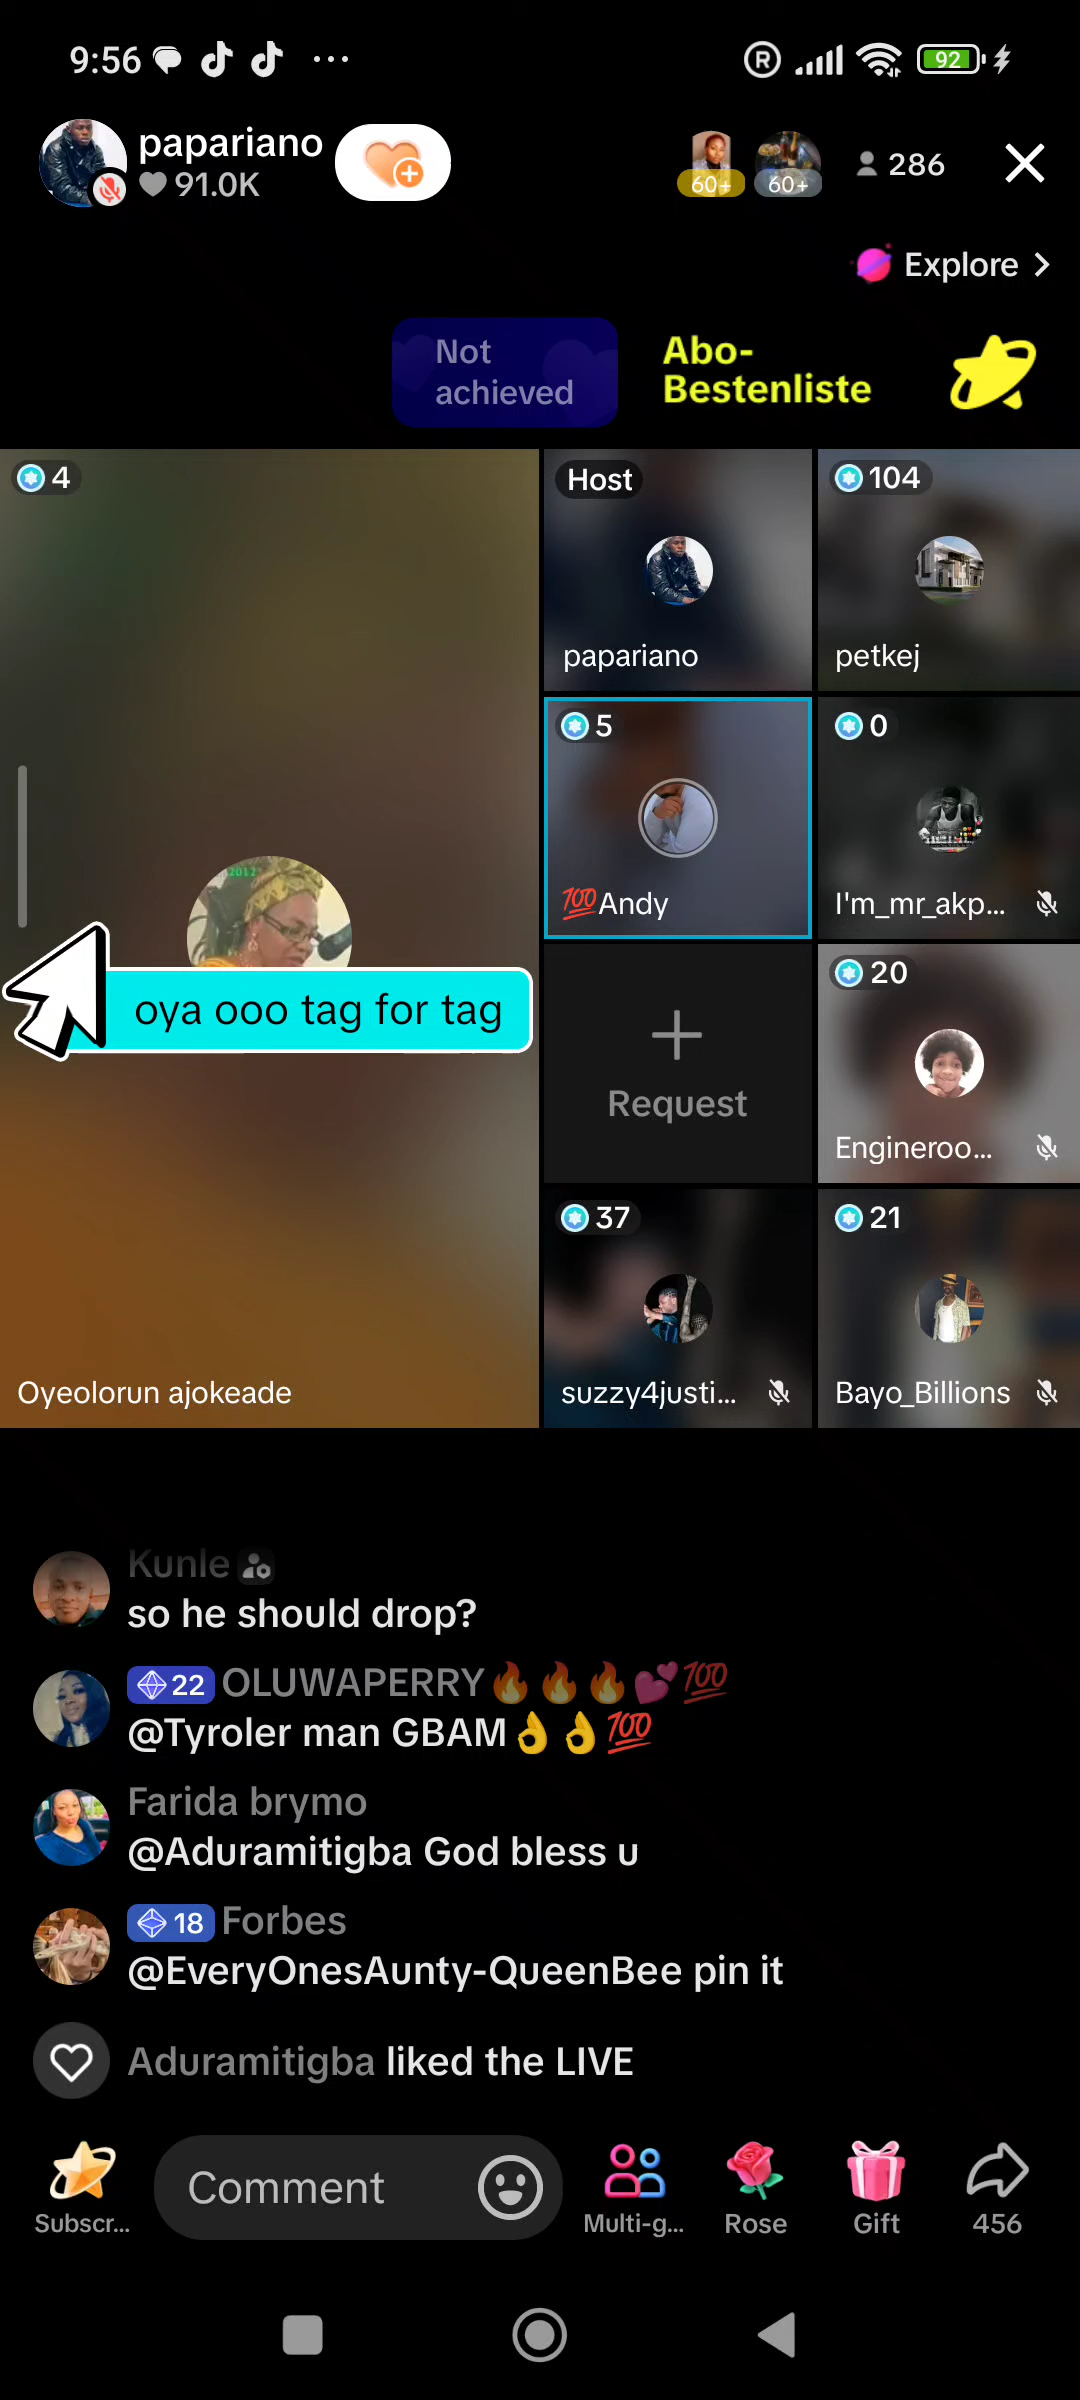 9:56
92
papariano
91.0K
60+
60+
286
Explore
Not
achieved
Abo-
Bestenliste
4
Host
104
papariano
petkej
5
0
💯Andy
I'm_mr_akp...
2012
oya ooo tag for tag
Request
20
Engineroo...
37
21
Oyeolorun ajokeade
suzzy4justi...
Bayo_Billions
Kunle
so he should drop?
22 OLUWAPERRY🔥🔥🔥💕💯
@Tyroler man GBAM👌👌💯
Farida brymo
@Aduramitigba God bless u
18 Forbes
@EveryOnesAunty-QueenBee pin it
Aduramitigba liked the LIVE
Comment
Subscr...
Multi-g...
Rose
Gift
456